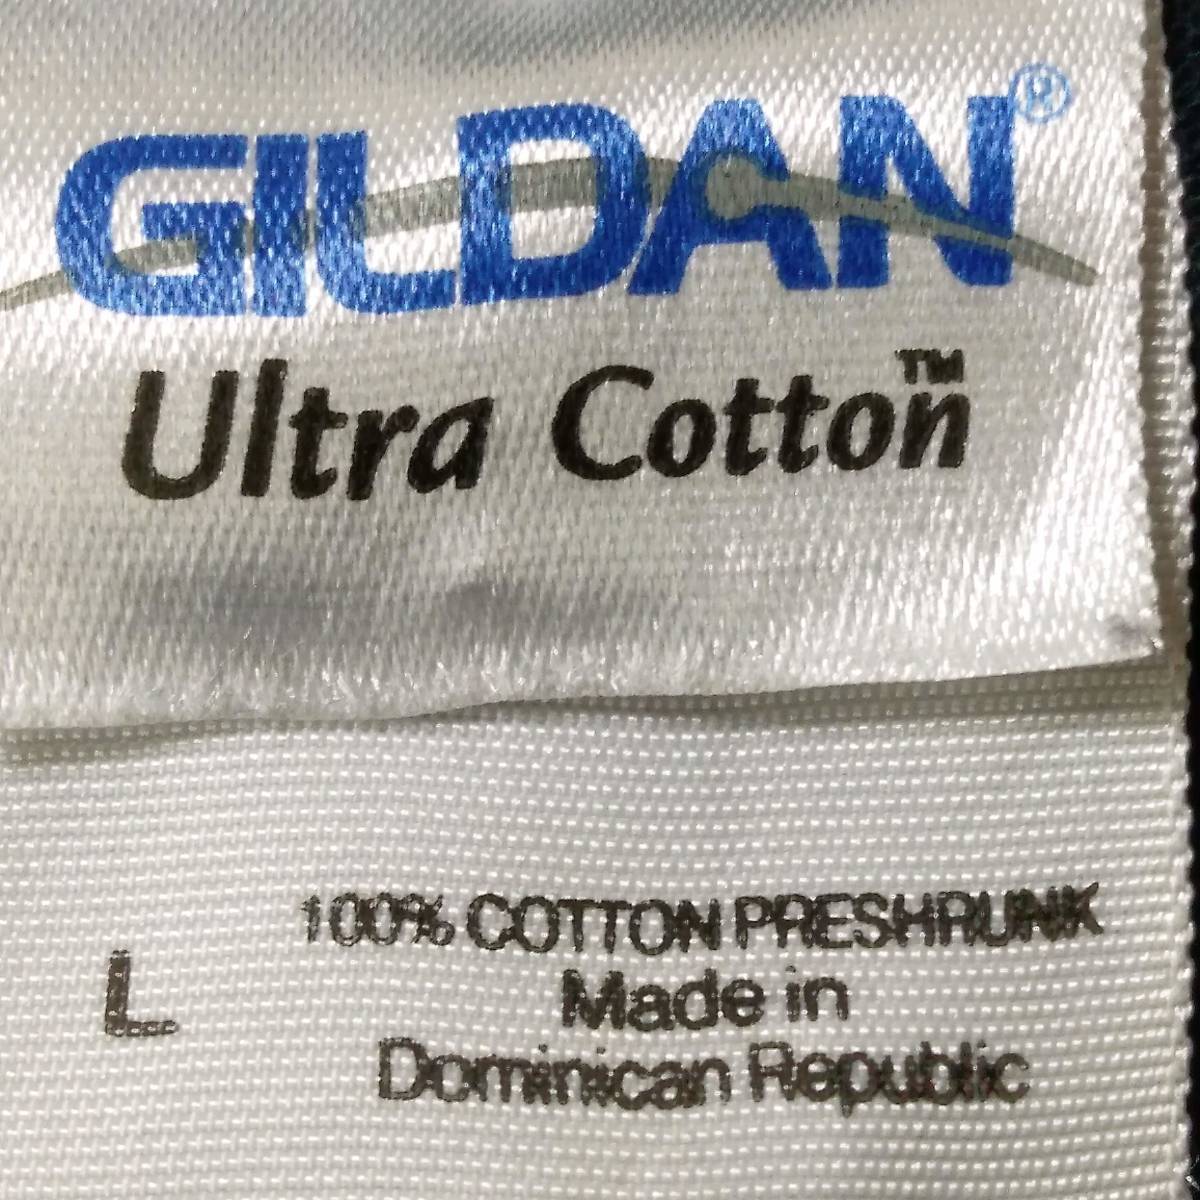 GILDAN®
Ultra Cotton™
100% COTTON PRESHRUNK
L
Made in
Dominican Republic